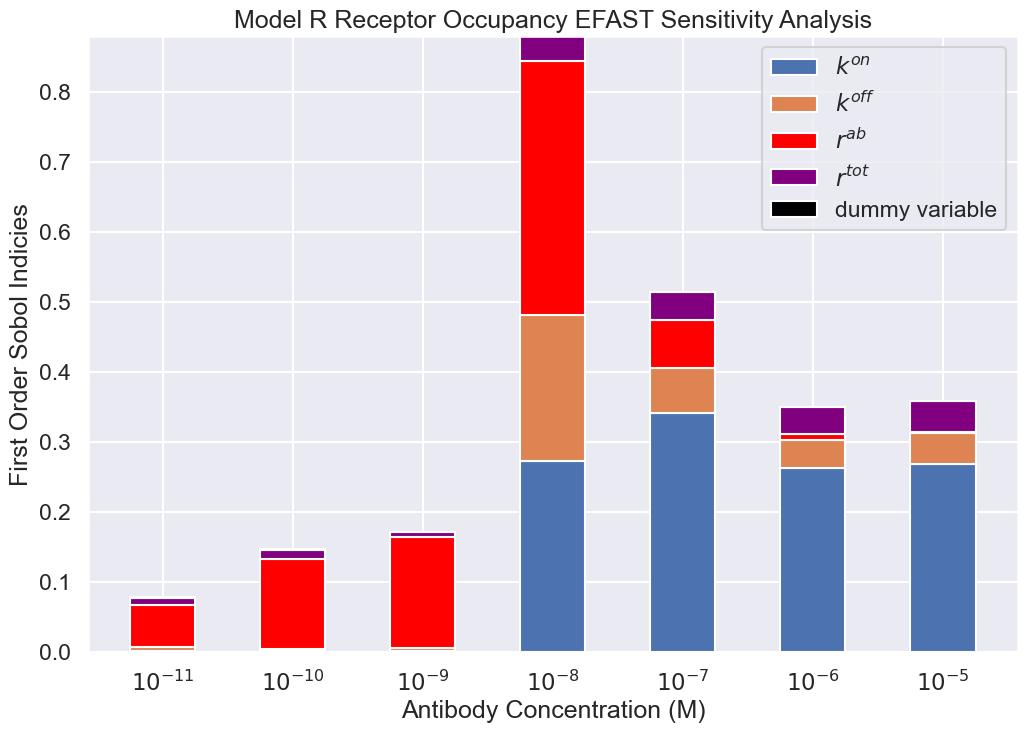 Model R Receptor Occupancy EFAST Sensitivity Analysis
First Order Sobol Indicies
0.8
0.7
0.6
0.5
0.4
0.3
0.2
0.1
0.0
k^{on}
k^{off}
r^{ab}
r^{tot}
dummy variable
10^{-11} 10^{-10} 10^{-9} 10^{-8} 10^{-7} 10^{-6} 10^{-5}
Antibody Concentration (M)